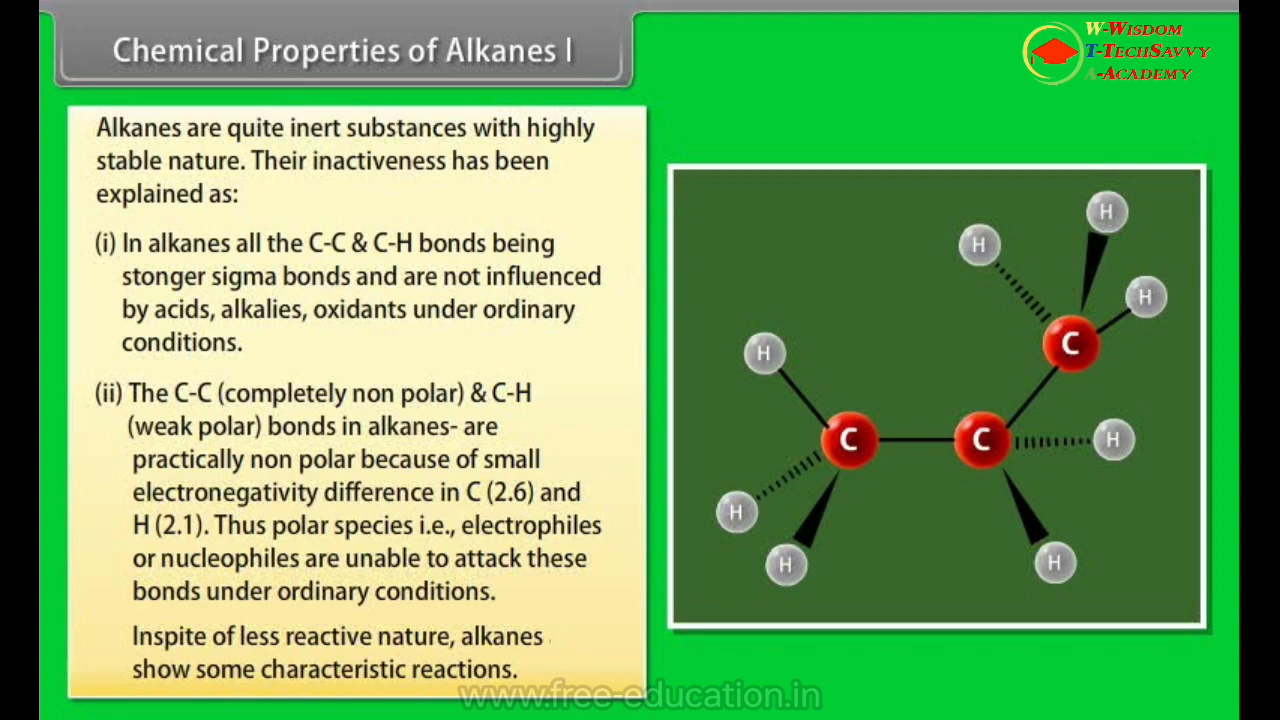 Chemical Properties of Alkanes I
W-Wisdom
T-TechSavvy
A-Academy
Alkanes are quite inert substances with highly
stable nature. Their inactiveness has been
explained as:
(i) In alkanes all the C-C & C-H bonds being
stonger sigma bonds and are not influenced
by acids, alkalies, oxidants under ordinary
conditions.
(ii) The C-C (completely non polar) & C-H
(weak polar) bonds in alkanes- are
practically non polar because of small
electronegativity difference in C (2.6) and
H (2.1). Thus polar species i.e., electrophiles
or nucleophiles are unable to attack these
bonds under ordinary conditions.
Inspite of less reactive nature, alkanes
show some characteristic reactions.
H
H
H
C
H
C
C
H
H
H
H
www.free-education.in